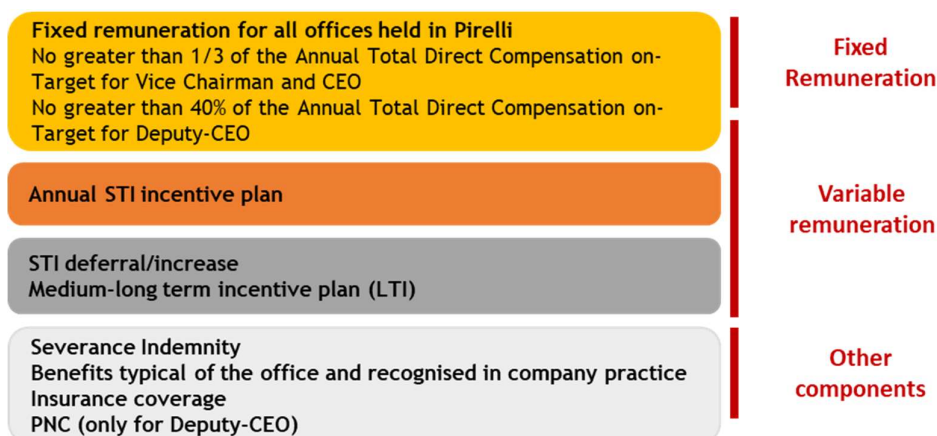 Fixed remuneration for all offices held in Pirelli
No greater than 1/3 of the Annual Total Direct Compensation on-
Target for Vice Chairman and CEO
No greater than 40% of the Annual Total Direct Compensation on-
Target for Deputy-CEO
Fixed
Remuneration
Annual STI incentive plan
STI deferral/increase
Medium-long term incentive plan (LTI)
Variable
remuneration
Severance Indemnity
Benefits typical of the office and recognised in company practice
Insurance coverage
PNC (only for Deputy-CEO)
Other
components